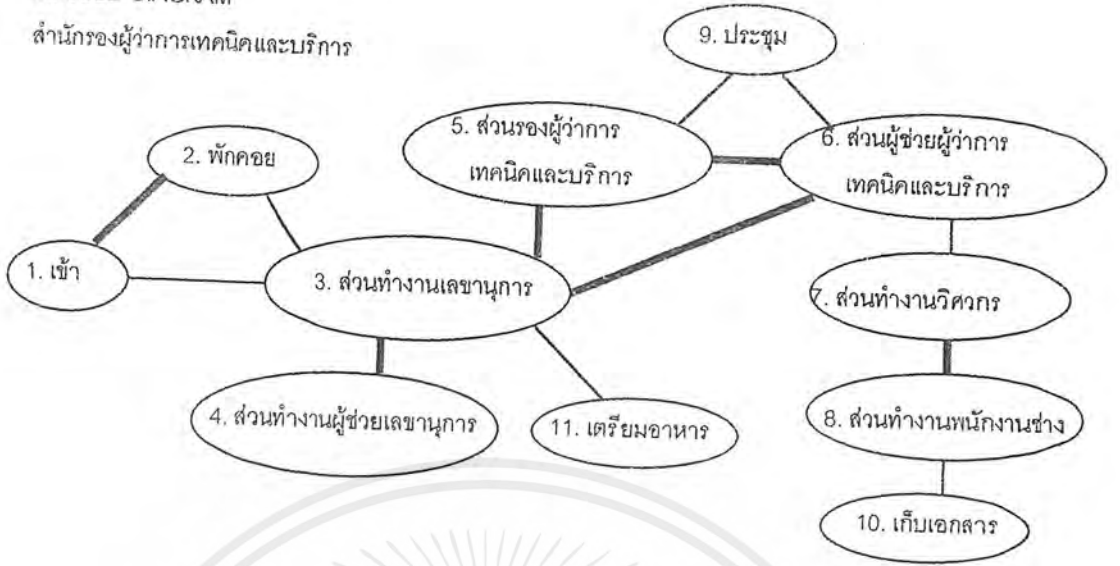 สำนักรองผู้ว่าการเทคนิคและบริการ
9. ประชุม
5. ส่วนรองผู้ว่าการ
เทคนิคและบริการ
6. ส่วนผู้ช่วยผู้ว่าการ
เทคนิคและบริการ
2. พักคอย
1. เข้า
3. ส่วนทำงานเลขานุการ
7. ส่วนทำงานวิศวกร
4. ส่วนทำงานผู้ช่วยเลขานุการ
11. เตรียมอาหาร
8. ส่วนทำงานพนักงานช่าง
10. เก็บเอกสาร